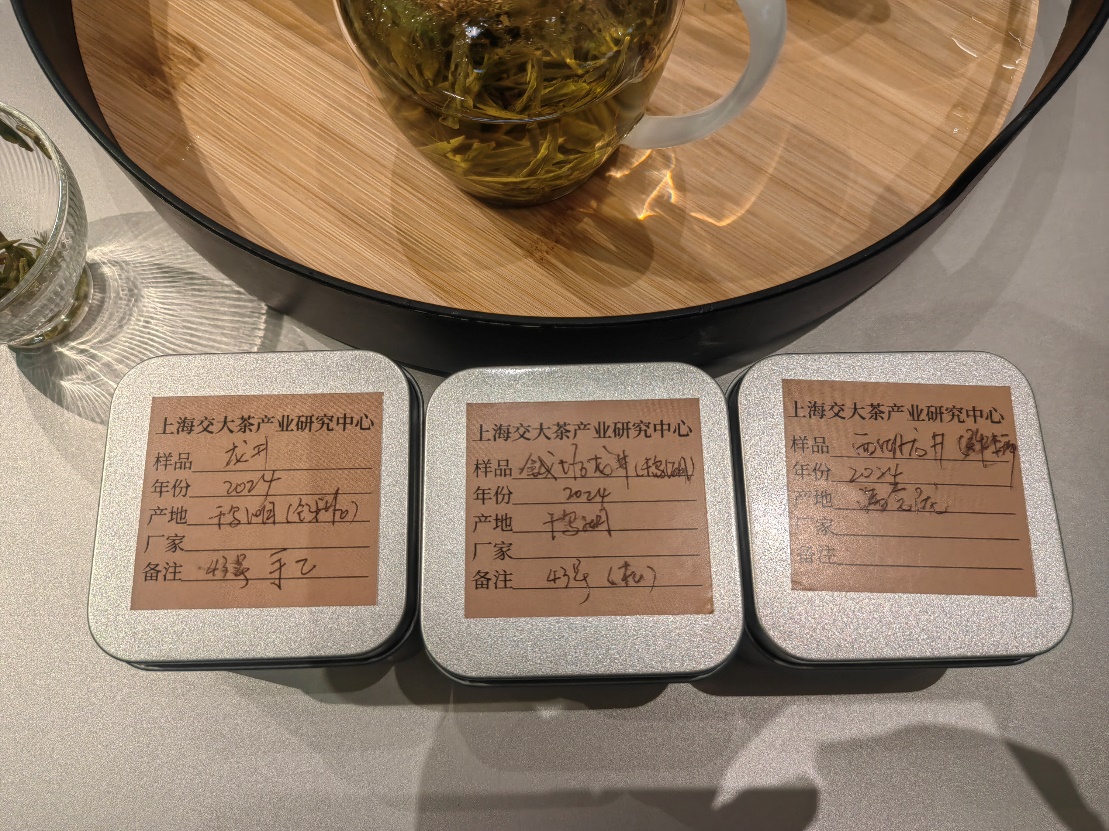 上海交大茶产业研究中心
样品 龙井
年份 2024
产地 千岛湖
厂家
备注 43号 手工
上海交大茶产业研究中心
样品 钱塘龙井(千岛湖)
年份 2024
产地 千岛湖
厂家
备注 43号
上海交大茶产业研究中心
样品 西湖龙井
年份 2024
产地
厂家
备注